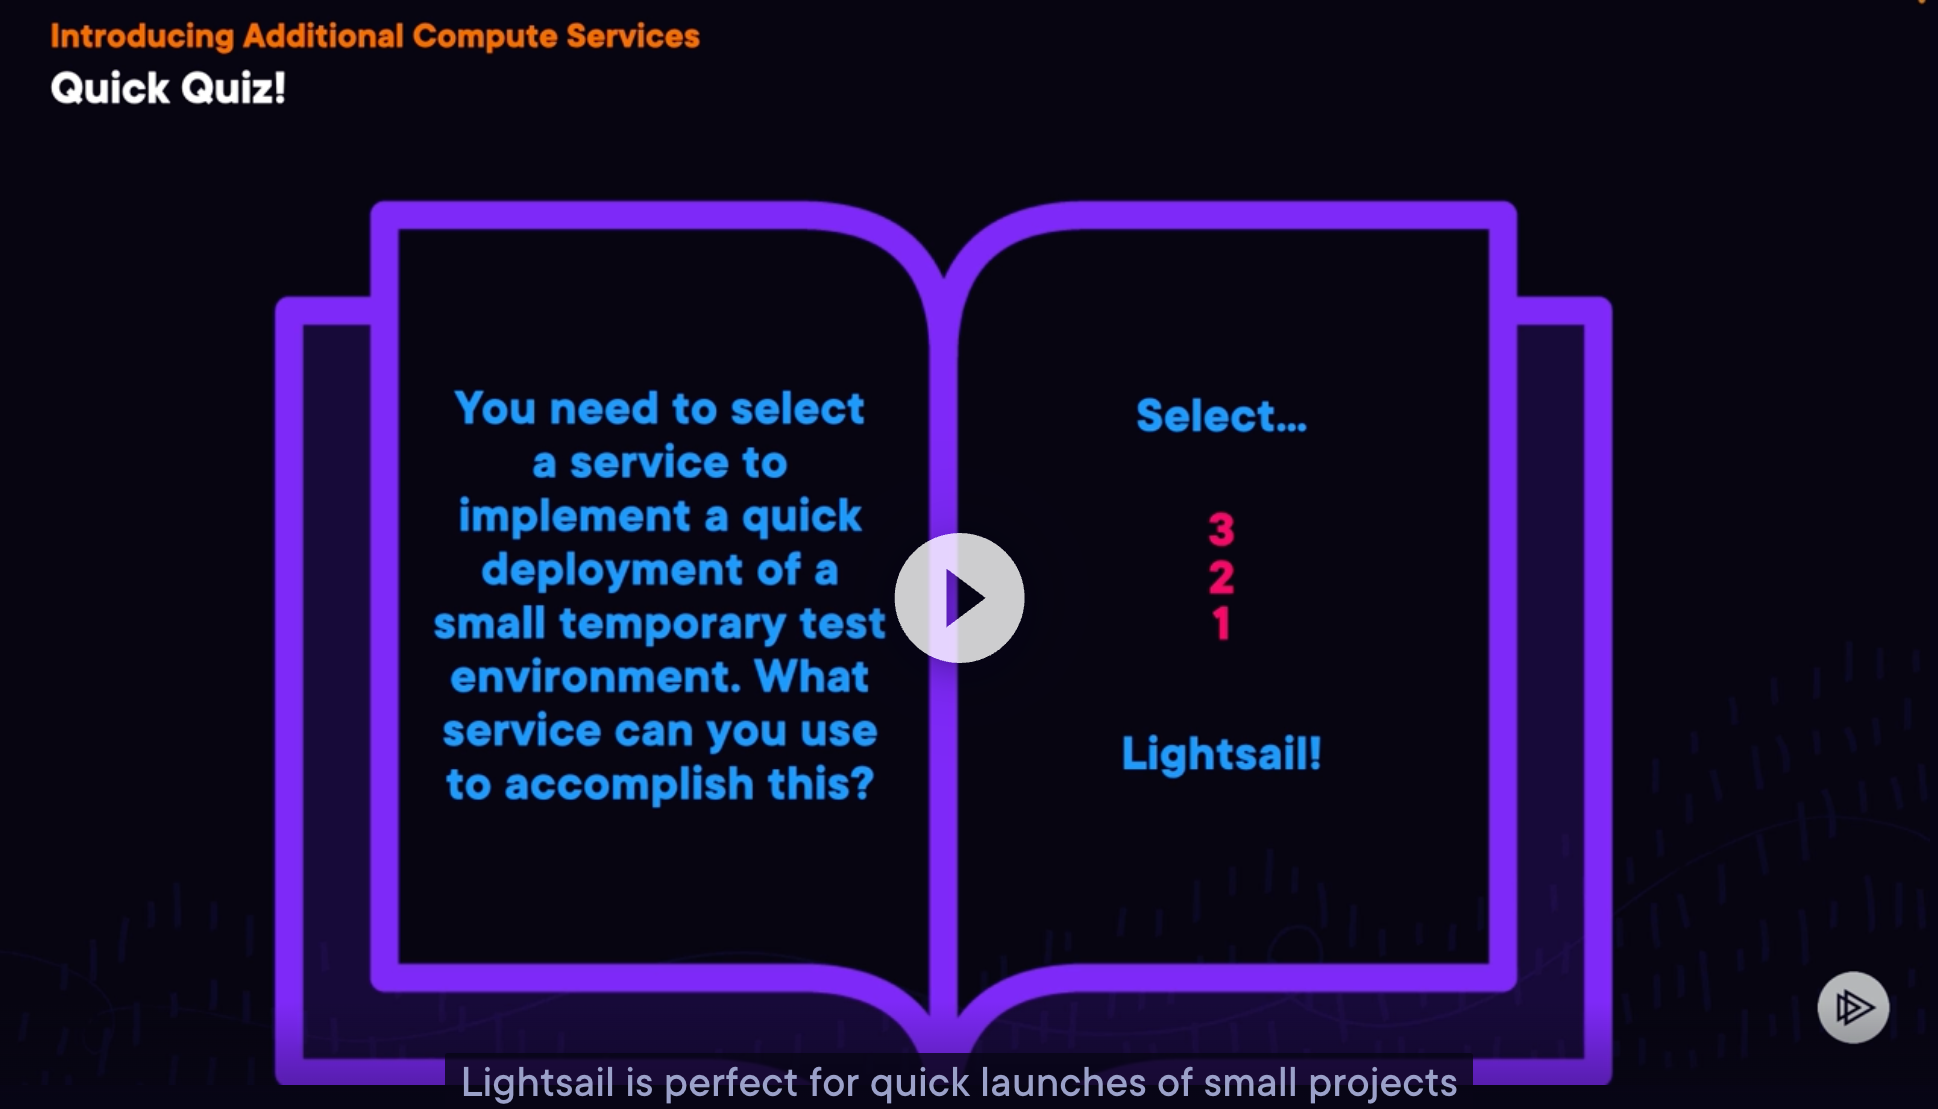 Introducing Additional Compute Services
Quick Quiz!
You need to select
a service to
implement a quick
deployment of a
small temporary test
environment. What
service can you use
to accomplish this?
Select...
3
2
1
Lightsail!
Lightsail is perfect for quick launches of small projects